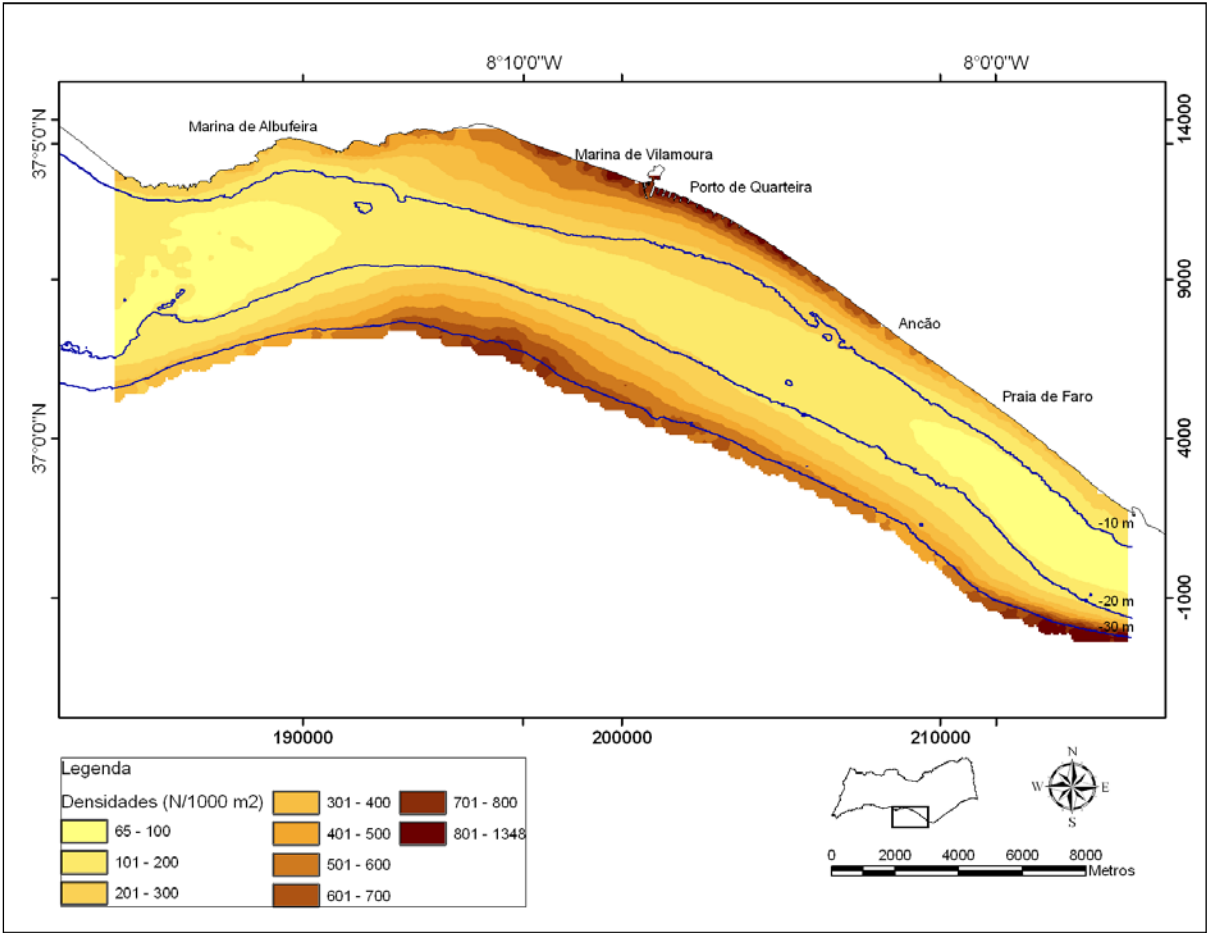 8°10'0"W 8°0'0"W
37°5'0"N
37°0'0"N
14000
9000
4000
-1000
Marina de Albufeira
Marina de Vilamoura
Porto de Quarteira
Ancão
Praia de Faro
-10 m
-20 m
-30 m
190000 200000 210000
Legenda
Densidades (N/1000 m2)
65 - 100
101 - 200
201 - 300
301 - 400
401 - 500
501 - 600
601 - 700
701 - 800
801 - 1348
N
W E
S
0 2000 4000 6000 8000
Metros